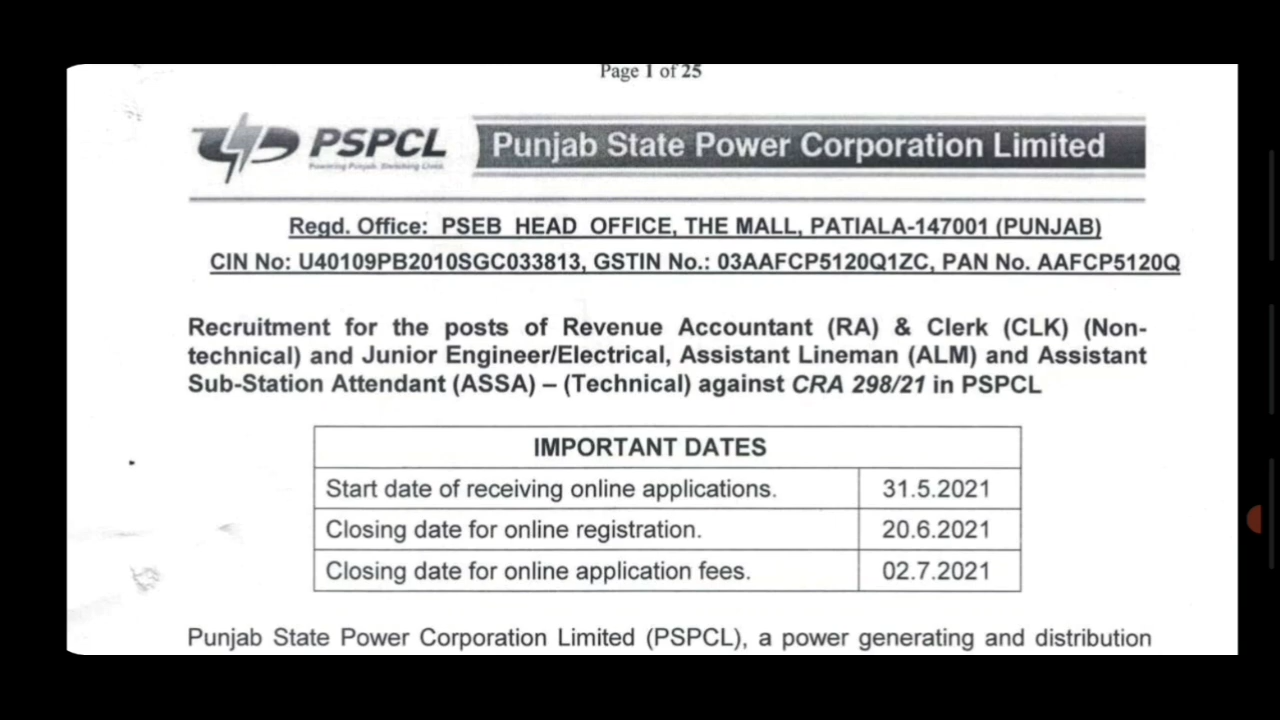 Page 1 of 25
PSPCL
Powering Punjab, Enriching Lives
Punjab State Power Corporation Limited
Regd. Office: PSEB HEAD OFFICE, THE MALL, PATIALA-147001 (PUNJAB)
CIN No: U40109PB2010SGC033813, GSTIN No.: 03AAFCP5120Q1ZC, PAN No. AAFCP5120Q
Recruitment for the posts of Revenue Accountant (RA) & Clerk (CLK) (Non-
technical) and Junior Engineer/Electrical, Assistant Lineman (ALM) and Assistant
Sub-Station Attendant (ASSA) – (Technical) against CRA 298/21 in PSPCL
IMPORTANT DATES
Start date of receiving online applications. 31.5.2021
Closing date for online registration. 20.6.2021
Closing date for online application fees. 02.7.2021
Punjab State Power Corporation Limited (PSPCL), a power generating and distribution